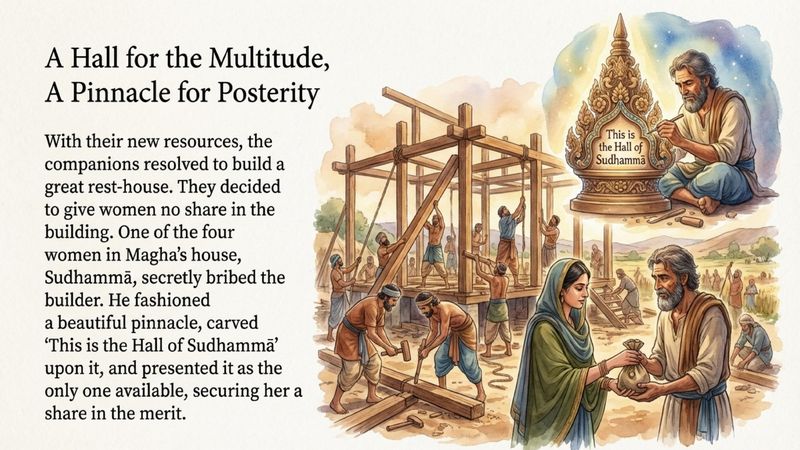 A Hall for the Multitude,
A Pinnacle for Posterity
With their new resources, the
companions resolved to build a
great rest-house. They decided
to give women no share in the
building. One of the four
women in Magha's house,
Sudhammā, secretly bribed the
builder. He fashioned
a beautiful pinnacle, carved
'This is the Hall of Sudhammā'
upon it, and presented it as the
only one available, securing her a
share in the merit.
This is
the Hall of
Sudhammā